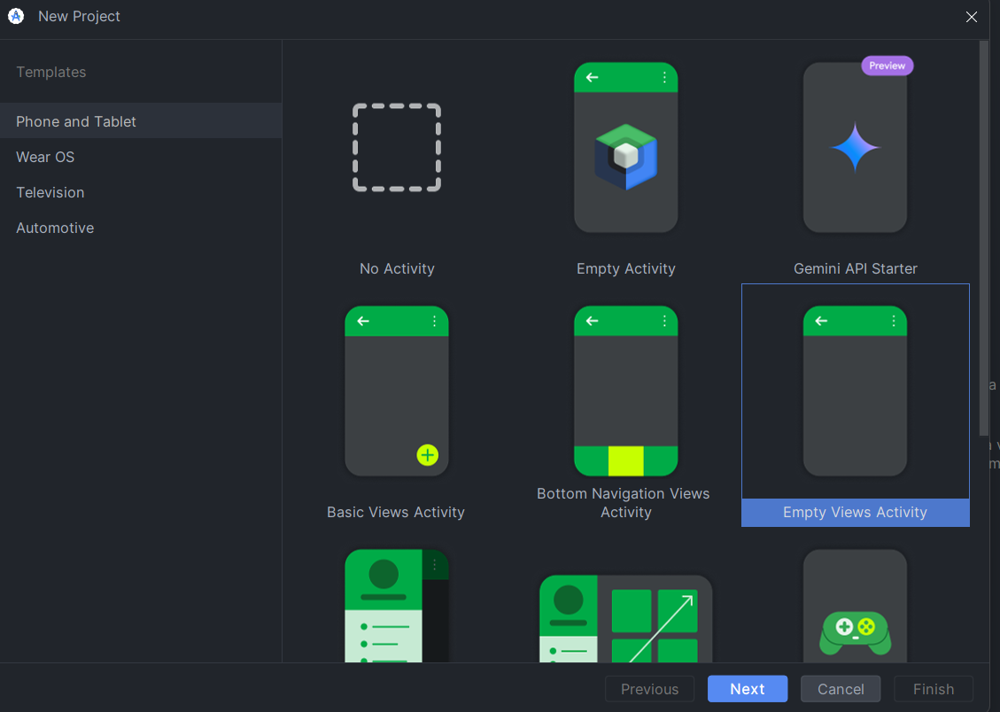 New Project
Templates
Phone and Tablet
Wear OS
Television
Automotive
No Activity
Empty Activity
Preview
Gemini API Starter
Basic Views Activity
Bottom Navigation Views
Activity
Empty Views Activity
Previous
Next
Cancel
Finish